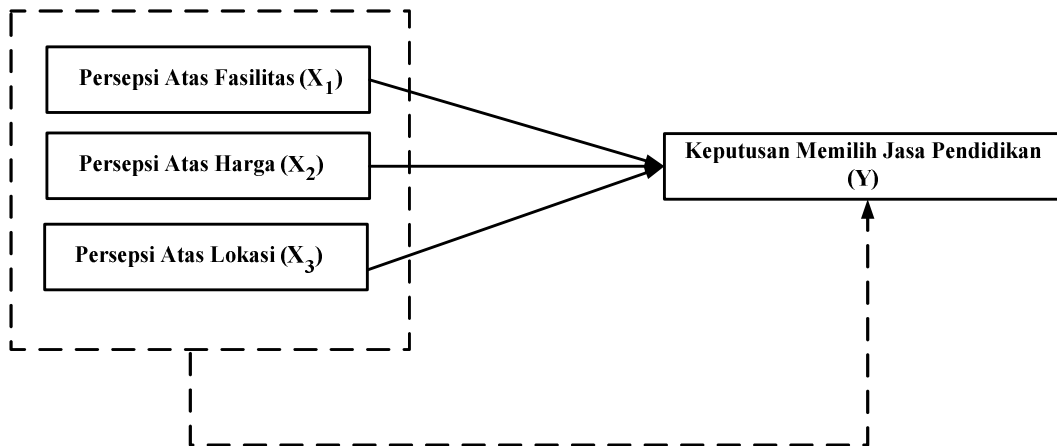 Persepsi Atas Fasilitas (X1)
Persepsi Atas Harga (X2)
Persepsi Atas Lokasi (X3)
Keputusan Memilih Jasa Pendidikan
(Y)